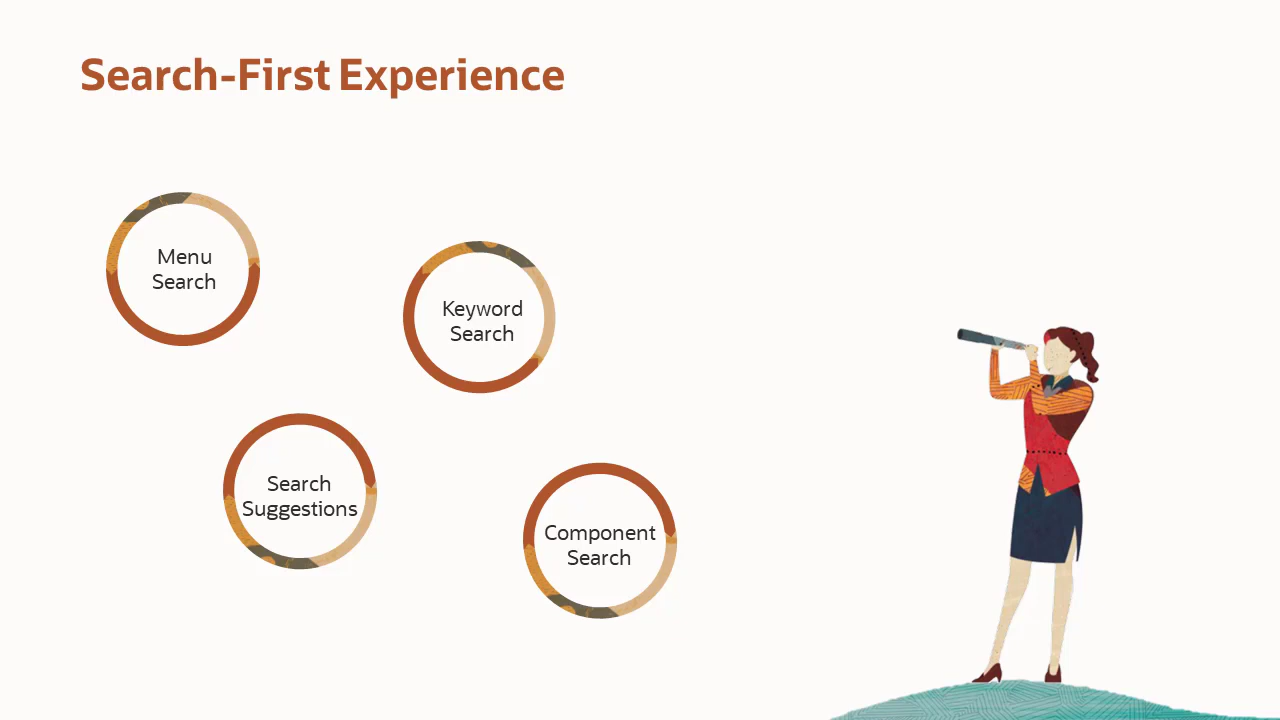 Search-First Experience
Menu
Search
Keyword
Search
Search
Suggestions
Component
Search